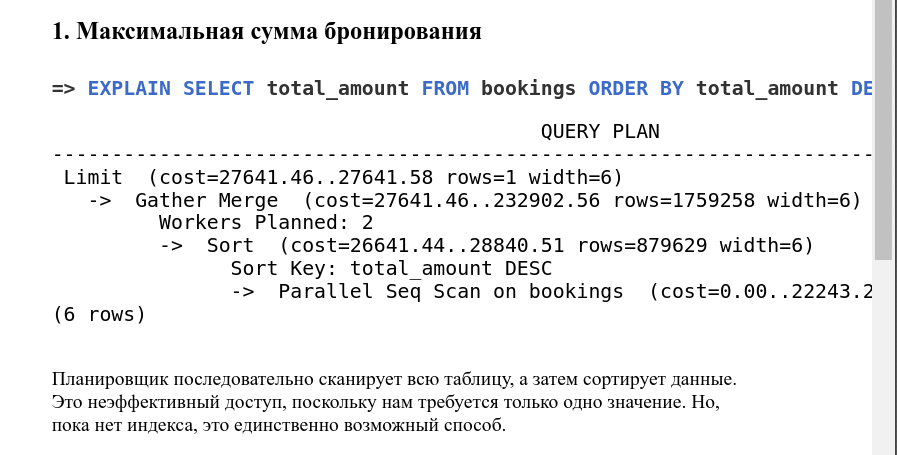 1. Максимальная сумма бронирования
=> EXPLAIN SELECT total_amount FROM bookings ORDER BY total_amount DE
QUERY PLAN
---------------------------------------------------------------------
Limit  (cost=27641.46..27641.58 rows=1 width=6)
->  Gather Merge  (cost=27641.46..232902.56 rows=1759258 width=6)
Workers Planned: 2
->  Sort  (cost=26641.44..28840.51 rows=879629 width=6)
Sort Key: total_amount DESC
->  Parallel Seq Scan on bookings  (cost=0.00..22243.2
(6 rows)
Планировщик последовательно сканирует всю таблицу, а затем сортирует данные.
Это неэффективный доступ, поскольку нам требуется только одно значение. Но,
пока нет индекса, это единственно возможный способ.